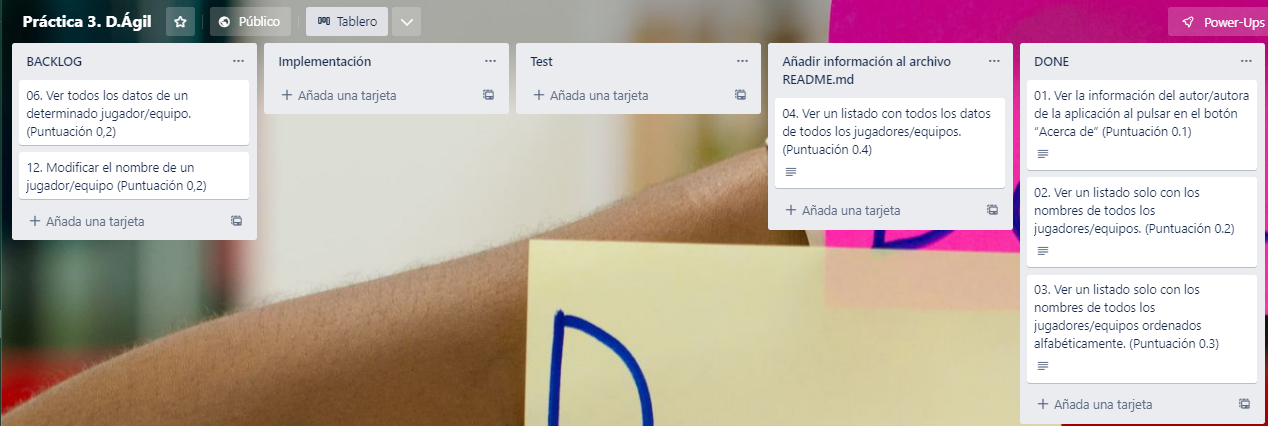 Práctica 3. D.Ágil
Público
Tablero
Power-Ups
BACKLOG
06. Ver todos los datos de un
determinado jugador/equipo.
(Puntuación 0,2)
12. Modificar el nombre de un
jugador/equipo (Puntuación 0,2)
+ Añada una tarjeta
Implementación
+ Añada una tarjeta
Test
+ Añada una tarjeta
Añadir información al archivo
README.md
04. Ver un listado con todos los datos
de todos los jugadores/equipos.
(Puntuación 0.4)
+ Añada una tarjeta
DONE
01. Ver la información del autor/autora
de la aplicación al pulsar en el botón
“Acerca de” (Puntuación 0.1)
02. Ver un listado solo con los
nombres de todos los
jugadores/equipos. (Puntuación 0.2)
03. Ver un listado solo con los
nombres de todos los
jugadores/equipos ordenados
alfabéticamente. (Puntuación 0.3)
+ Añada una tarjeta
D